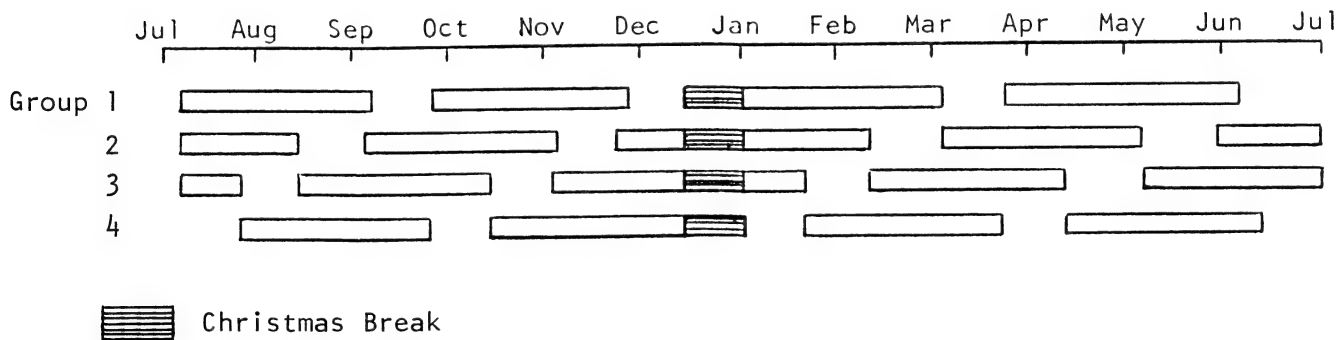 Jul Aug Sep Oct Nov Dec Jan Feb Mar Apr May Jun Jul
Group 1
2
3
4
Christmas Break